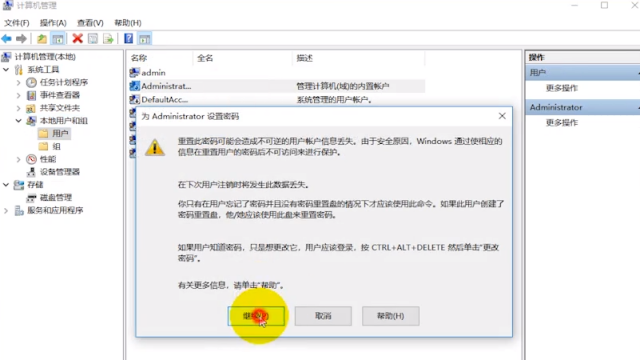 计算机管理
文件(F) 操作(A) 查看(V) 帮助(H)
计算机管理(本地)
系统工具
任务计划程序
事件查看器
共享文件夹
本地用户和组
用户
组
性能
设备管理器
存储
磁盘管理
服务和应用程序
名称 全名 描述
admin
Administrat... 管理计算机(域)的内置帐户
DefaultAcc... 系统管理的用户帐户。
操作
用户
更多操作
Administrator
更多操作
为 Administrator 设置密码
重置此密码可能会造成不可逆的用户帐户信息丢失。由于安全原因，Windows 通过使相应的
信息在重置用户的密码后不可访问来进行保护。
在下次用户注销时将发生此数据丢失。
你只有在用户忘记了密码并且没有密码重置盘的情况下才应该使用此命令。如果此用户创建了
密码重置盘，他/她应该使用此盘来重置密码。
如果用户知道密码，只是想更改它，用户应该登录，按 CTRL+ALT+DELETE 然后单击"更改
密码"。
有关更多信息，请单击"帮助"。
取消 帮助(H)